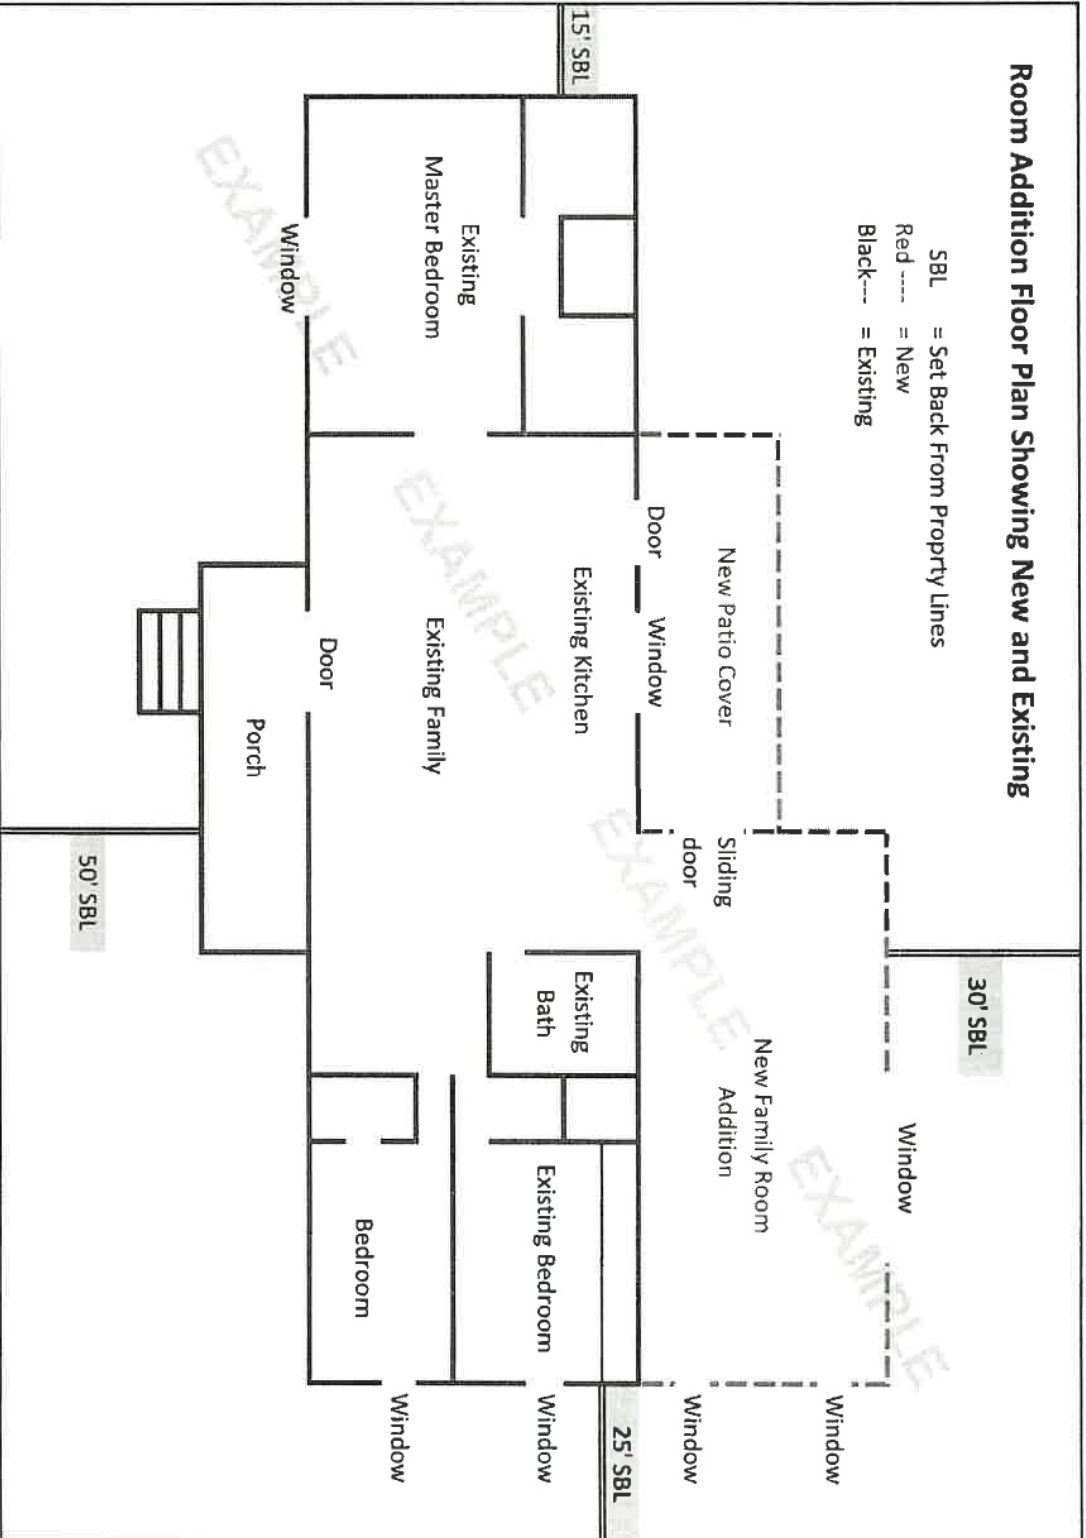 Room Addition Floor Plan Showing New and Existing
SBL = Set Back From Proprty Lines
Red ---- = New
Black--- = Existing
30' SBL
Window
EXAMPLE
New Patio Cover
Sliding
door
New Family Room
Addition
Window
EXAMPLE
15' SBL
Door
Window
Window
25' SBL
Existing Kitchen
Existing
Bath
Existing Bedroom
Window
EXAMPLE
Existing
Master Bedroom
Existing Family
Bedroom
Window
Window
Door
EXAMPLE
Porch
50' SBL